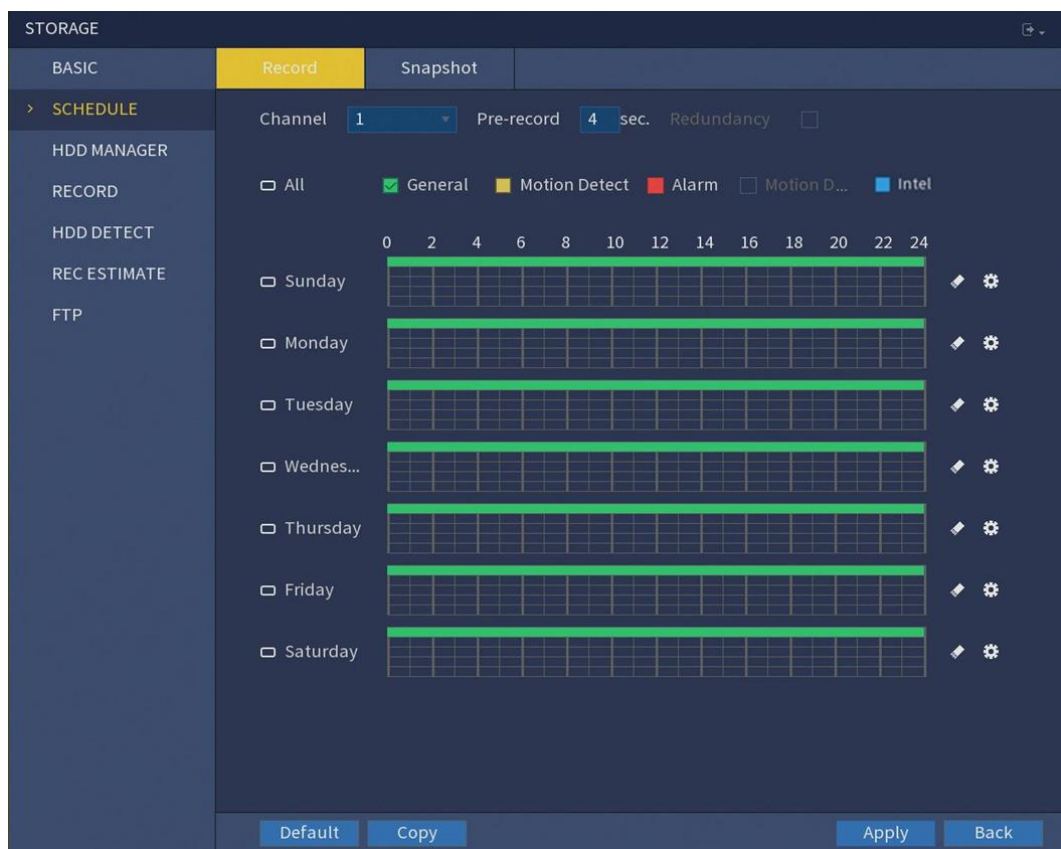 STORAGE
BASIC
Record Snapshot
> SCHEDULE
Channel 1 Pre-record 4 sec. Redundancy
HDD MANAGER
RECORD
All General Motion Detect Alarm Motion D... Intel
HDD DETECT
0 2 4 6 8 10 12 14 16 18 20 22 24
REC ESTIMATE
Sunday
FTP
Monday
Tuesday
Wednes...
Thursday
Friday
Saturday
Default Copy Apply Back